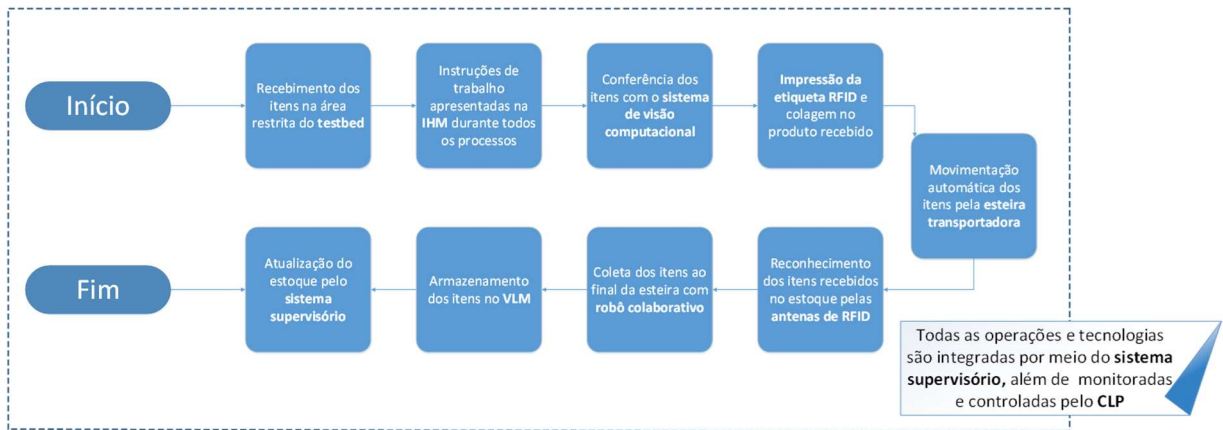 Início
Recebimento dos
itens na área
restrita do testbed
Instruções de
trabalho
apresentadas na
IHM durante todos
os processos
Conferência dos
itens com o sistema
de visão
computacional
Impressão da
etiqueta RFID e
colagem no
produto recebido
Movimentação
automática dos
itens pela esteira
transportadora
Reconhecimento
dos itens recebidos
no estoque pelas
antenas de RFID
Coleta dos itens ao
final da esteira com
robô colaborativo
Armazenamento
dos itens no VLM
Atualização do
estoque pelo
sistema
supervisório
Fim
Todas as operações e tecnologias
são integradas por meio do sistema
supervisório, além de monitoradas
e controladas pelo CLP